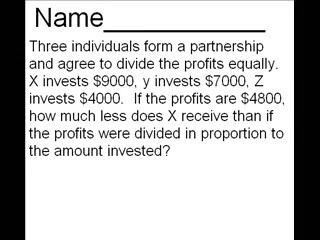 Name___________
Three individuals form a partnership
and agree to divide the profits equally.
X invests $9000, y invests $7000, Z
invests $4000.  If the profits are $4800,
how much less does X receive than if
the profits were divided in proportion to
the amount invested?